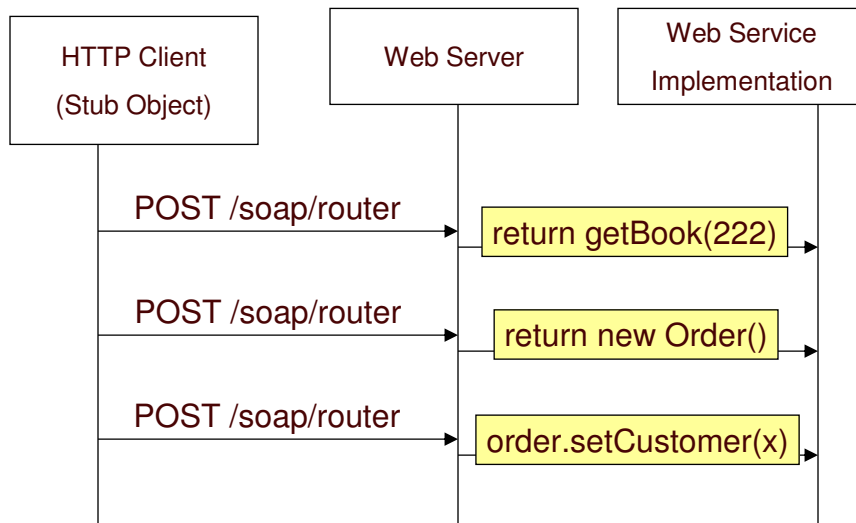 HTTP Client
(Stub Object)
Web Server
Web Service
Implementation
POST /soap/router
return getBook(222)
POST /soap/router
return new Order()
POST /soap/router
order.setCustomer(x)